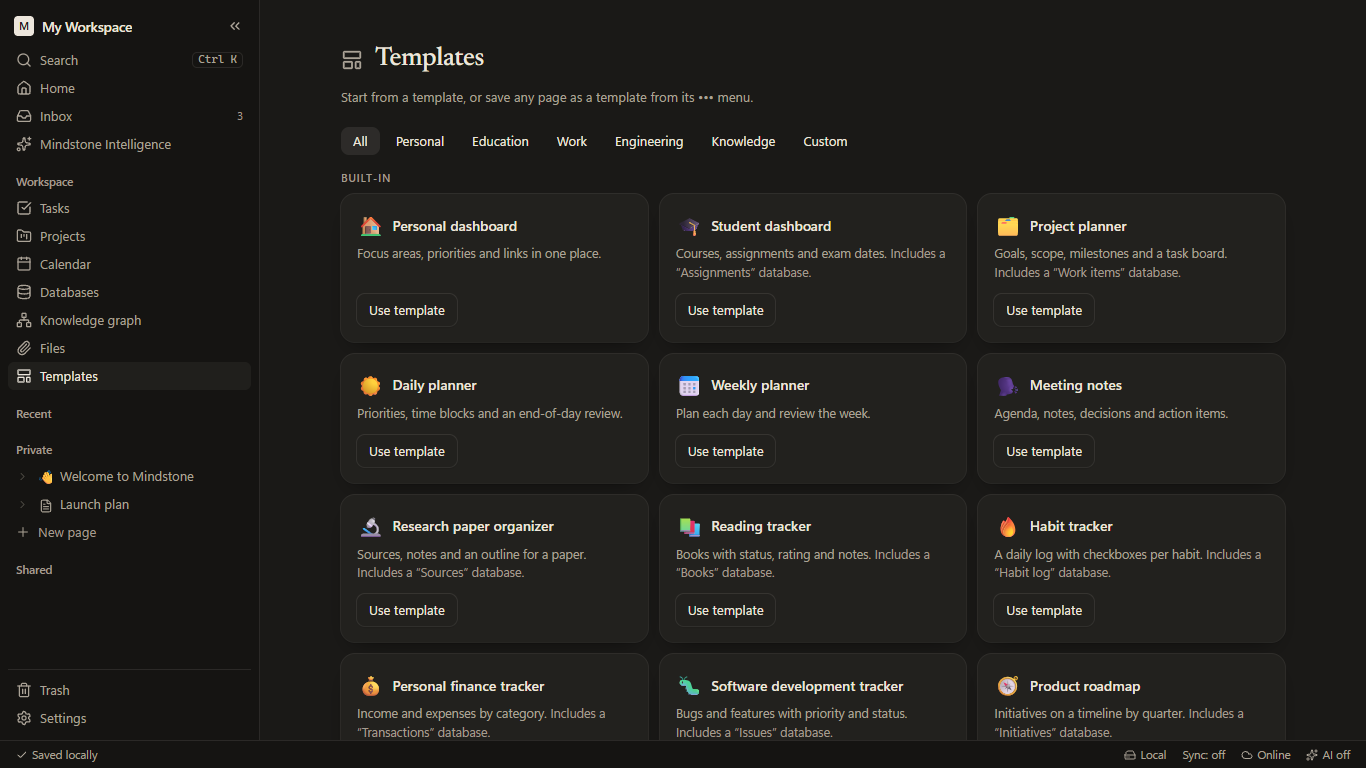 M My Workspace
Search Ctrl K
Home
Inbox 3
Mindstone Intelligence
Workspace
Tasks
Projects
Calendar
Databases
Knowledge graph
Files
Templates
Recent
Private
Welcome to Mindstone
Launch plan
New page
Shared
Trash
Settings
Templates
Start from a template, or save any page as a template from its ••• menu.
All Personal Education Work Engineering Knowledge Custom
BUILT-IN
Personal dashboard
Focus areas, priorities and links in one place.
Use template
Student dashboard
Courses, assignments and exam dates. Includes a
“Assignments” database.
Use template
Project planner
Goals, scope, milestones and a task board.
Includes a “Work items” database.
Use template
Daily planner
Priorities, time blocks and an end-of-day review.
Use template
Weekly planner
Plan each day and review the week.
Use template
Meeting notes
Agenda, notes, decisions and action items.
Use template
Research paper organizer
Sources, notes and an outline for a paper.
Includes a “Sources” database.
Use template
Reading tracker
Books with status, rating and notes. Includes a
“Books” database.
Use template
Habit tracker
A daily log with checkboxes per habit. Includes a
“Habit log” database.
Use template
Personal finance tracker
Income and expenses by category. Includes a
“Transactions” database.
Software development tracker
Bugs and features with priority and status.
Includes a “Issues” database.
Product roadmap
Initiatives on a timeline by quarter. Includes a
“Initiatives” database.
Saved locally
Local Sync: off Online AI off